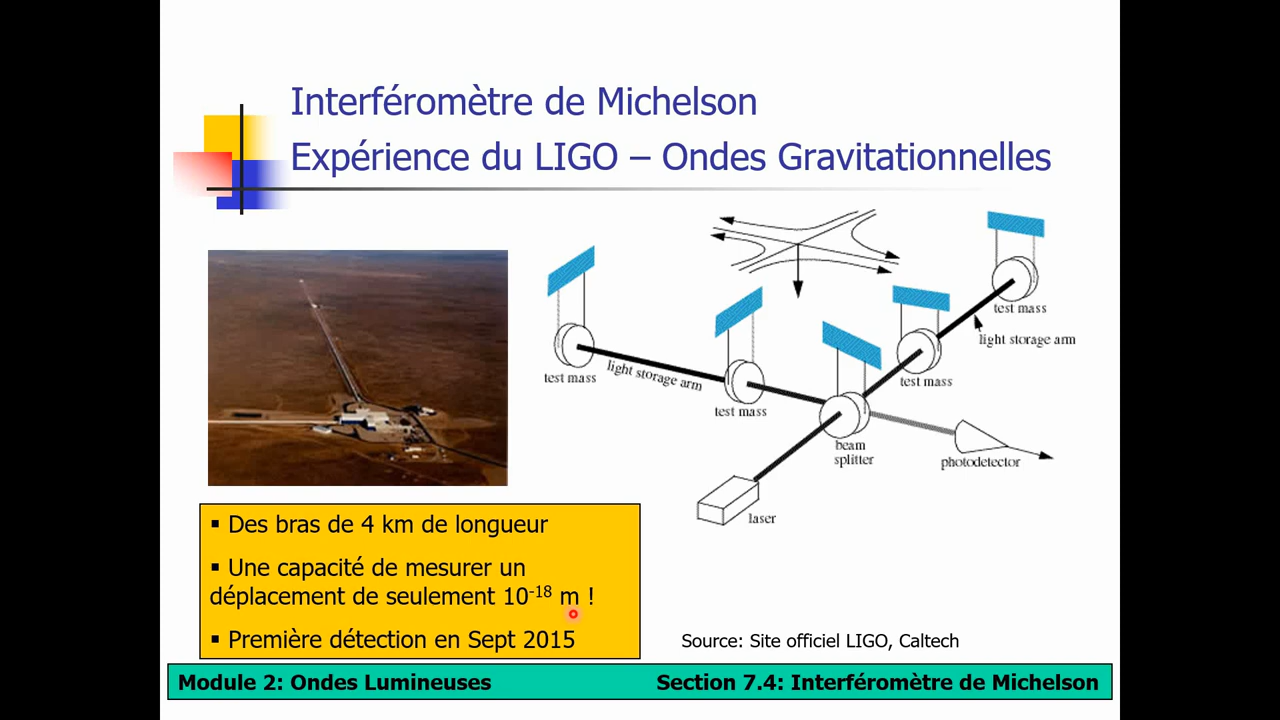 Interféromètre de Michelson
Expérience du LIGO – Ondes Gravitationnelles
test mass
light storage arm
test mass
light storage arm
test mass
test mass
beam
splitter
photodetector
laser
▪ Des bras de 4 km de longueur
▪ Une capacité de mesurer un
déplacement de seulement 10⁻¹⁸ m !
▪ Première détection en Sept 2015
Source: Site officiel LIGO, Caltech
Module 2: Ondes Lumineuses
Section 7.4: Interféromètre de Michelson